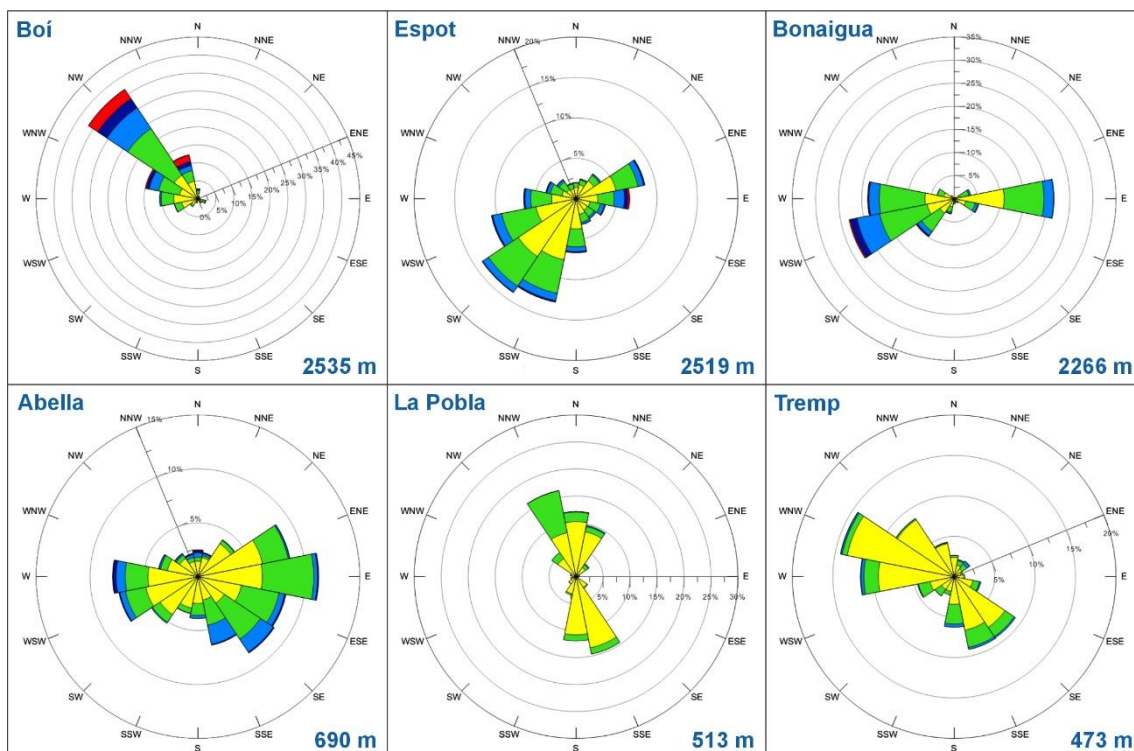 Boí
N
NNW
NNE
NW
NE
WNW
ENE
0% 5% 10% 15% 20% 25% 30% 35% 40% 45%
W
E
WSW
ESE
SW
SE
SSW
SSE
S
2535 m
Espot
N
NNW
NNE
20%
NW
NE
15%
10%
WNW
ENE
5%
W
E
WSW
ESE
SW
SE
SSW
SSE
S
2519 m
Bonaigua
N
NNW
NNE
35%
30%
NW
NE
25%
20%
15%
WNW
ENE
10%
5%
W
E
WSW
ESE
SW
SE
SSW
SSE
S
2266 m
Abella
N
NNW
NNE
15%
NW
NE
10%
WNW
ENE
5%
W
E
WSW
ESE
SW
SE
SSW
SSE
S
690 m
La Pobla
N
NNW
NNE
NW
NE
WNW
ENE
W
E
5% 10% 15% 20% 25% 30%
WSW
ESE
SW
SE
SSW
SSE
S
513 m
Tremp
N
NNW
NNE
NW
NE
WNW
ENE
5% 10% 15% 20%
W
E
WSW
ESE
SW
SE
SSW
SSE
S
473 m